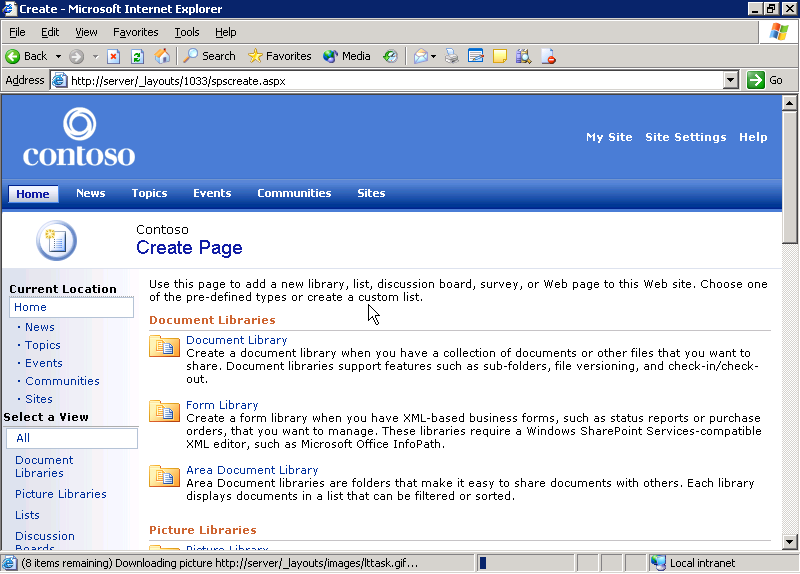 Create - Microsoft Internet Explorer
File Edit View Favorites Tools Help
Back Search Favorites Media
Address http://server/_layouts/1033/spscreate.aspx Go
contoso
My Site Site Settings Help
Home News Topics Events Communities Sites
Contoso
Create Page
Current Location
Home
· News
· Topics
· Events
· Communities
· Sites
Select a View
All
Document
Libraries
Picture Libraries
Lists
Discussion
Boards
Use this page to add a new library, list, discussion board, survey, or Web page to this Web site. Choose one
of the pre-defined types or create a custom list.
Document Libraries
Document Library
Create a document library when you have a collection of documents or other files that you want to
share. Document libraries support features such as sub-folders, file versioning, and check-in/check-
out.
Form Library
Create a form library when you have XML-based business forms, such as status reports or purchase
orders, that you want to manage. These libraries require a Windows SharePoint Services-compatible
XML editor, such as Microsoft Office InfoPath.
Area Document Library
Area Document libraries are folders that make it easy to share documents with others. Each library
displays documents in a list that can be filtered or sorted.
Picture Libraries
Picture Library
(8 items remaining) Downloading picture http://server/_layouts/images/lttask.gif... Local intranet